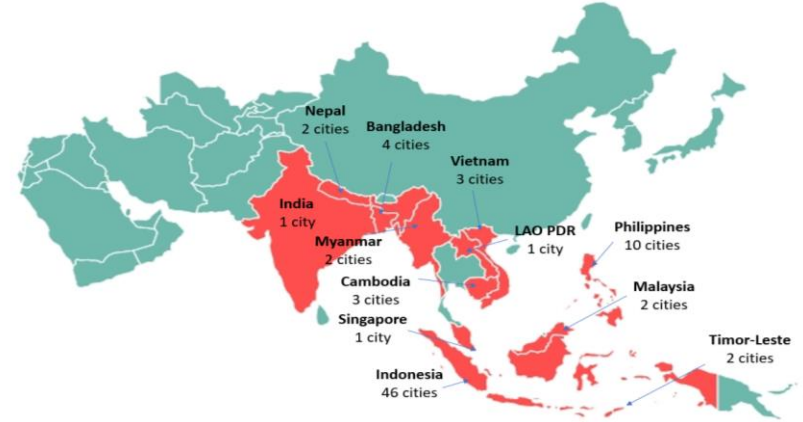 Nepal
2 cities
Bangladesh
4 cities
Vietnam
3 cities
India
1 city
LAO PDR
1 city
Philippines
10 cities
Myanmar
2 cities
Cambodia
3 cities
Malaysia
2 cities
Singapore
1 city
Timor-Leste
2 cities
Indonesia
46 cities